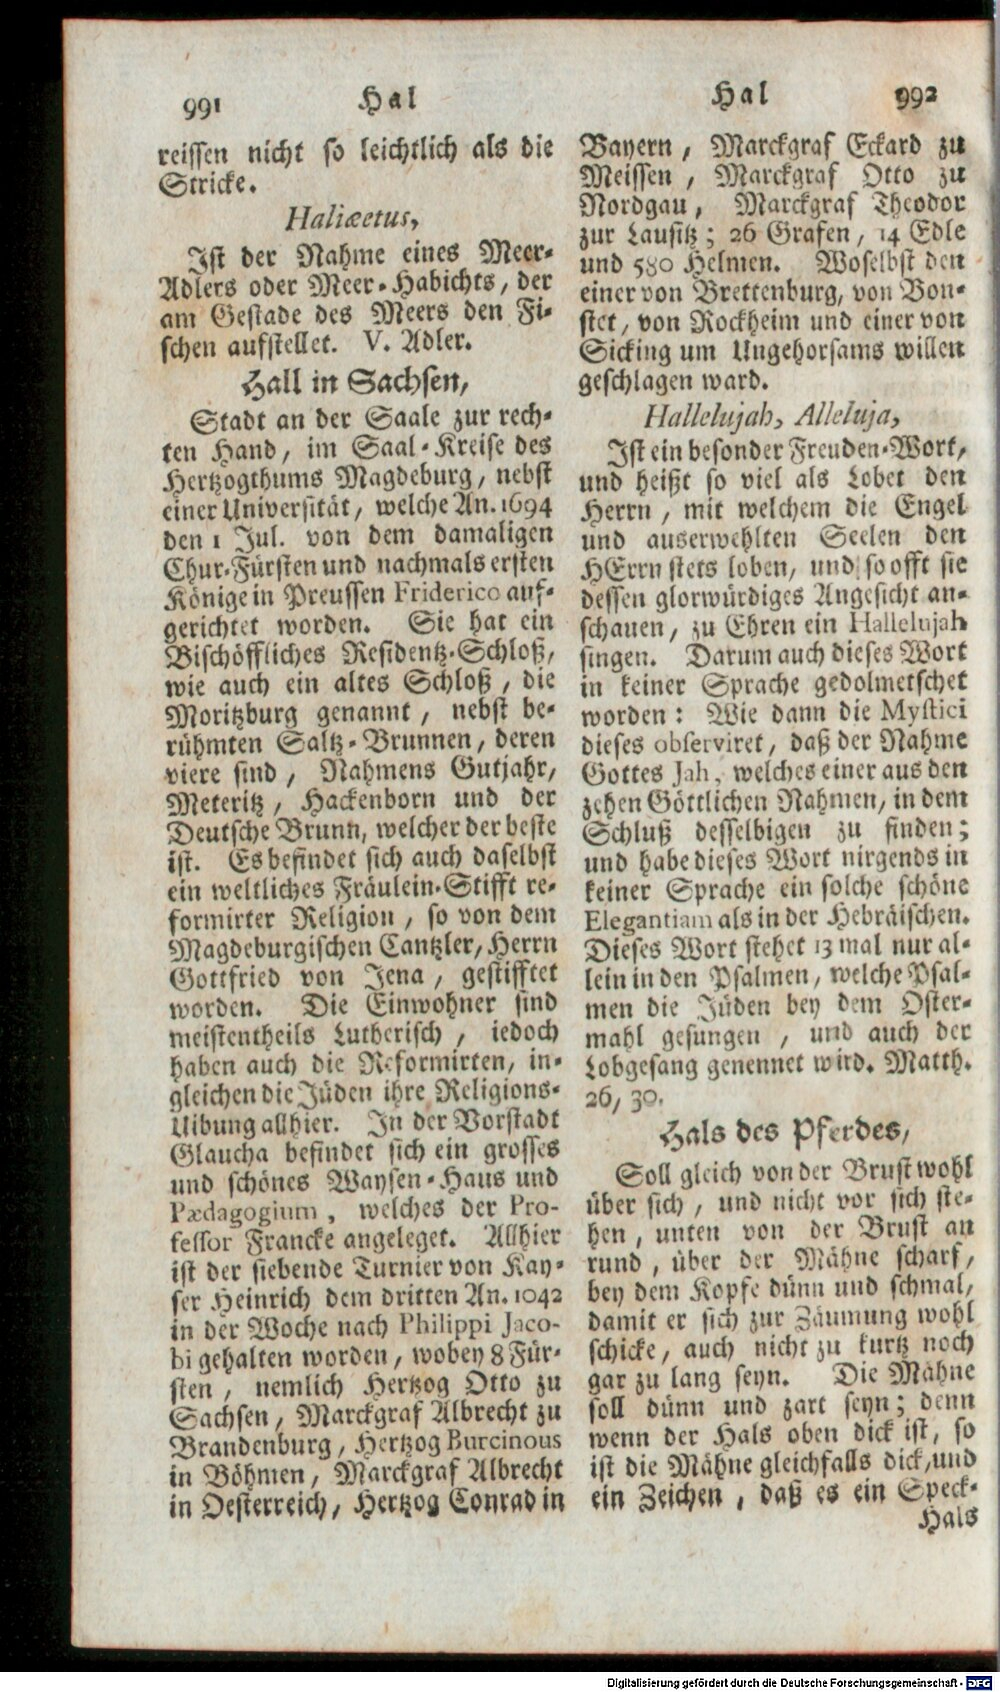 991 Hal
reissen nicht so leichtlich als die
Stricke.
Haliæetus,
Ist der Nahme eines Meer-
Adlers oder Meer-Habichts, der
am Gestade des Meers den Fi-
schen aufstellet. V. Adler.
Hall in Sachsen,
Stadt an der Saale zur rech-
ten Hand, im Saal-Kreise des
Hertzogthums Magdeburg, nebst
einer Universität, welche An. 1694
den 1 Jul. von dem damaligen
Chur-Fürsten und nachmals ersten
Könige in Preussen Friderico auf-
gerichtet worden. Sie hat ein
Bischöffliches Residentz-Schloß,
wie auch ein altes Schloß, die
Moritzburg genannt, nebst be-
rühmten Saltz-Brunnen, deren
viere sind, Nahmens Gutjahr,
Meteritz, Hackenborn und der
Deutsche Brunn, welcher der beste
ist. Es befindet sich auch daselbst
ein weltliches Fräulein-Stifft re-
formirter Religion, so von dem
Magdeburgischen Cantzler, Herrn
Gottfried von Jena, gestifftet
worden. Die Einwohner sind
meistentheils Lutherisch, iedoch
haben auch die Reformirten, in-
gleichen die Jüden ihre Religions-
Uibung allhier. In der Vorstadt
Glaucha befindet sich ein grosses
und schönes Waysen-Haus und
Pædagogium, welches der Pro-
fessor Francke angeleget. Allhier
ist der siebende Turnier von Kay-
ser Heinrich dem dritten An. 1042
in der Woche nach Philippi Jaco-
bi gehalten worden, wobey 8 Für-
sten, nemlich Hertzog Otto zu
Sachsen, Marckgraf Albrecht zu
Brandenburg, Hertzog Burcinous
in Böhmen, Marckgraf Albrecht
in Oesterreich, Hertzog Conrad in
Hal 992
Bayern, Marckgraf Eckard zu
Meissen, Marckgraf Otto zu
Nordgau, Marckgraf Theodor
zur Lausitz; 26 Grafen, 14 Edle
und 580 Helmen. Woselbst den
einer von Brettenburg, von Bon-
stet, von Rockheim und einer von
Sicking um Ungehorsams willen
geschlagen ward.
Hallelujah, Alleluja,
Ist ein besonder Freuden-Wort,
und heißt so viel als Lobet den
Herrn, mit welchem die Engel
und auserwehlten Seelen den
HErrn stets loben, und so offt sie
dessen glorwürdiges Angesicht an-
schauen, zu Ehren ein Hallelujah
singen. Darum auch dieses Wort
in keiner Sprache gedolmetschet
worden: Wie dann die Mystici
dieses observiret, daß der Nahme
Gottes Jah, welches einer aus den
zehen Göttlichen Nahmen, in dem
Schluß desselbigen zu finden;
und habe dieses Wort nirgends in
keiner Sprache ein solche schöne
Elegantiam als in der Hebräischen.
Dieses Wort stehet 13 mal nur al-
lein in den Psalmen, welche Psal-
men die Jüden bey dem Oster-
mahl gesungen, und auch der
Lobgesang genennet wird. Matth.
26, 30.
Hals des Pferdes,
Soll gleich von der Brust wohl
über sich, und nicht vor sich ste-
hen, unten von der Brust an
rund, über der Mähne scharf,
bey dem Kopfe dünn und schmal,
damit er sich zur Zäumung wohl
schicke, auch nicht zu kurtz noch
gar zu lang seyn. Die Mähne
soll dünn und zart seyn; denn
wenn der Hals oben dick ist, so
ist die Mähne gleichfalls dick, und
ein Zeichen, daß es ein Speck-
Hals
Digitalisierung gefördert durch die Deutsche Forschungsgemeinschaft - DFG